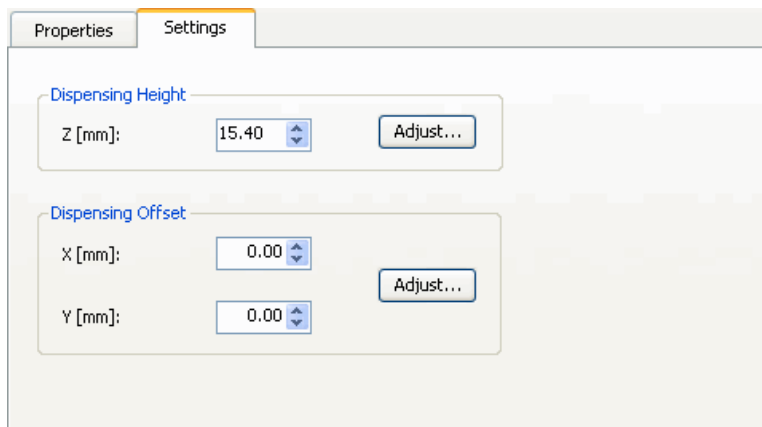 Properties Settings
Dispensing Height
Z [mm]: 15.40 Adjust...
Dispensing Offset
X [mm]: 0.00
Adjust...
Y [mm]: 0.00